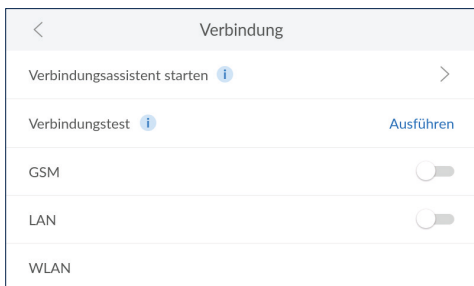 Verbindung
Verbindungsassistent starten i
Verbindungstest i Ausführen
GSM
LAN
WLAN